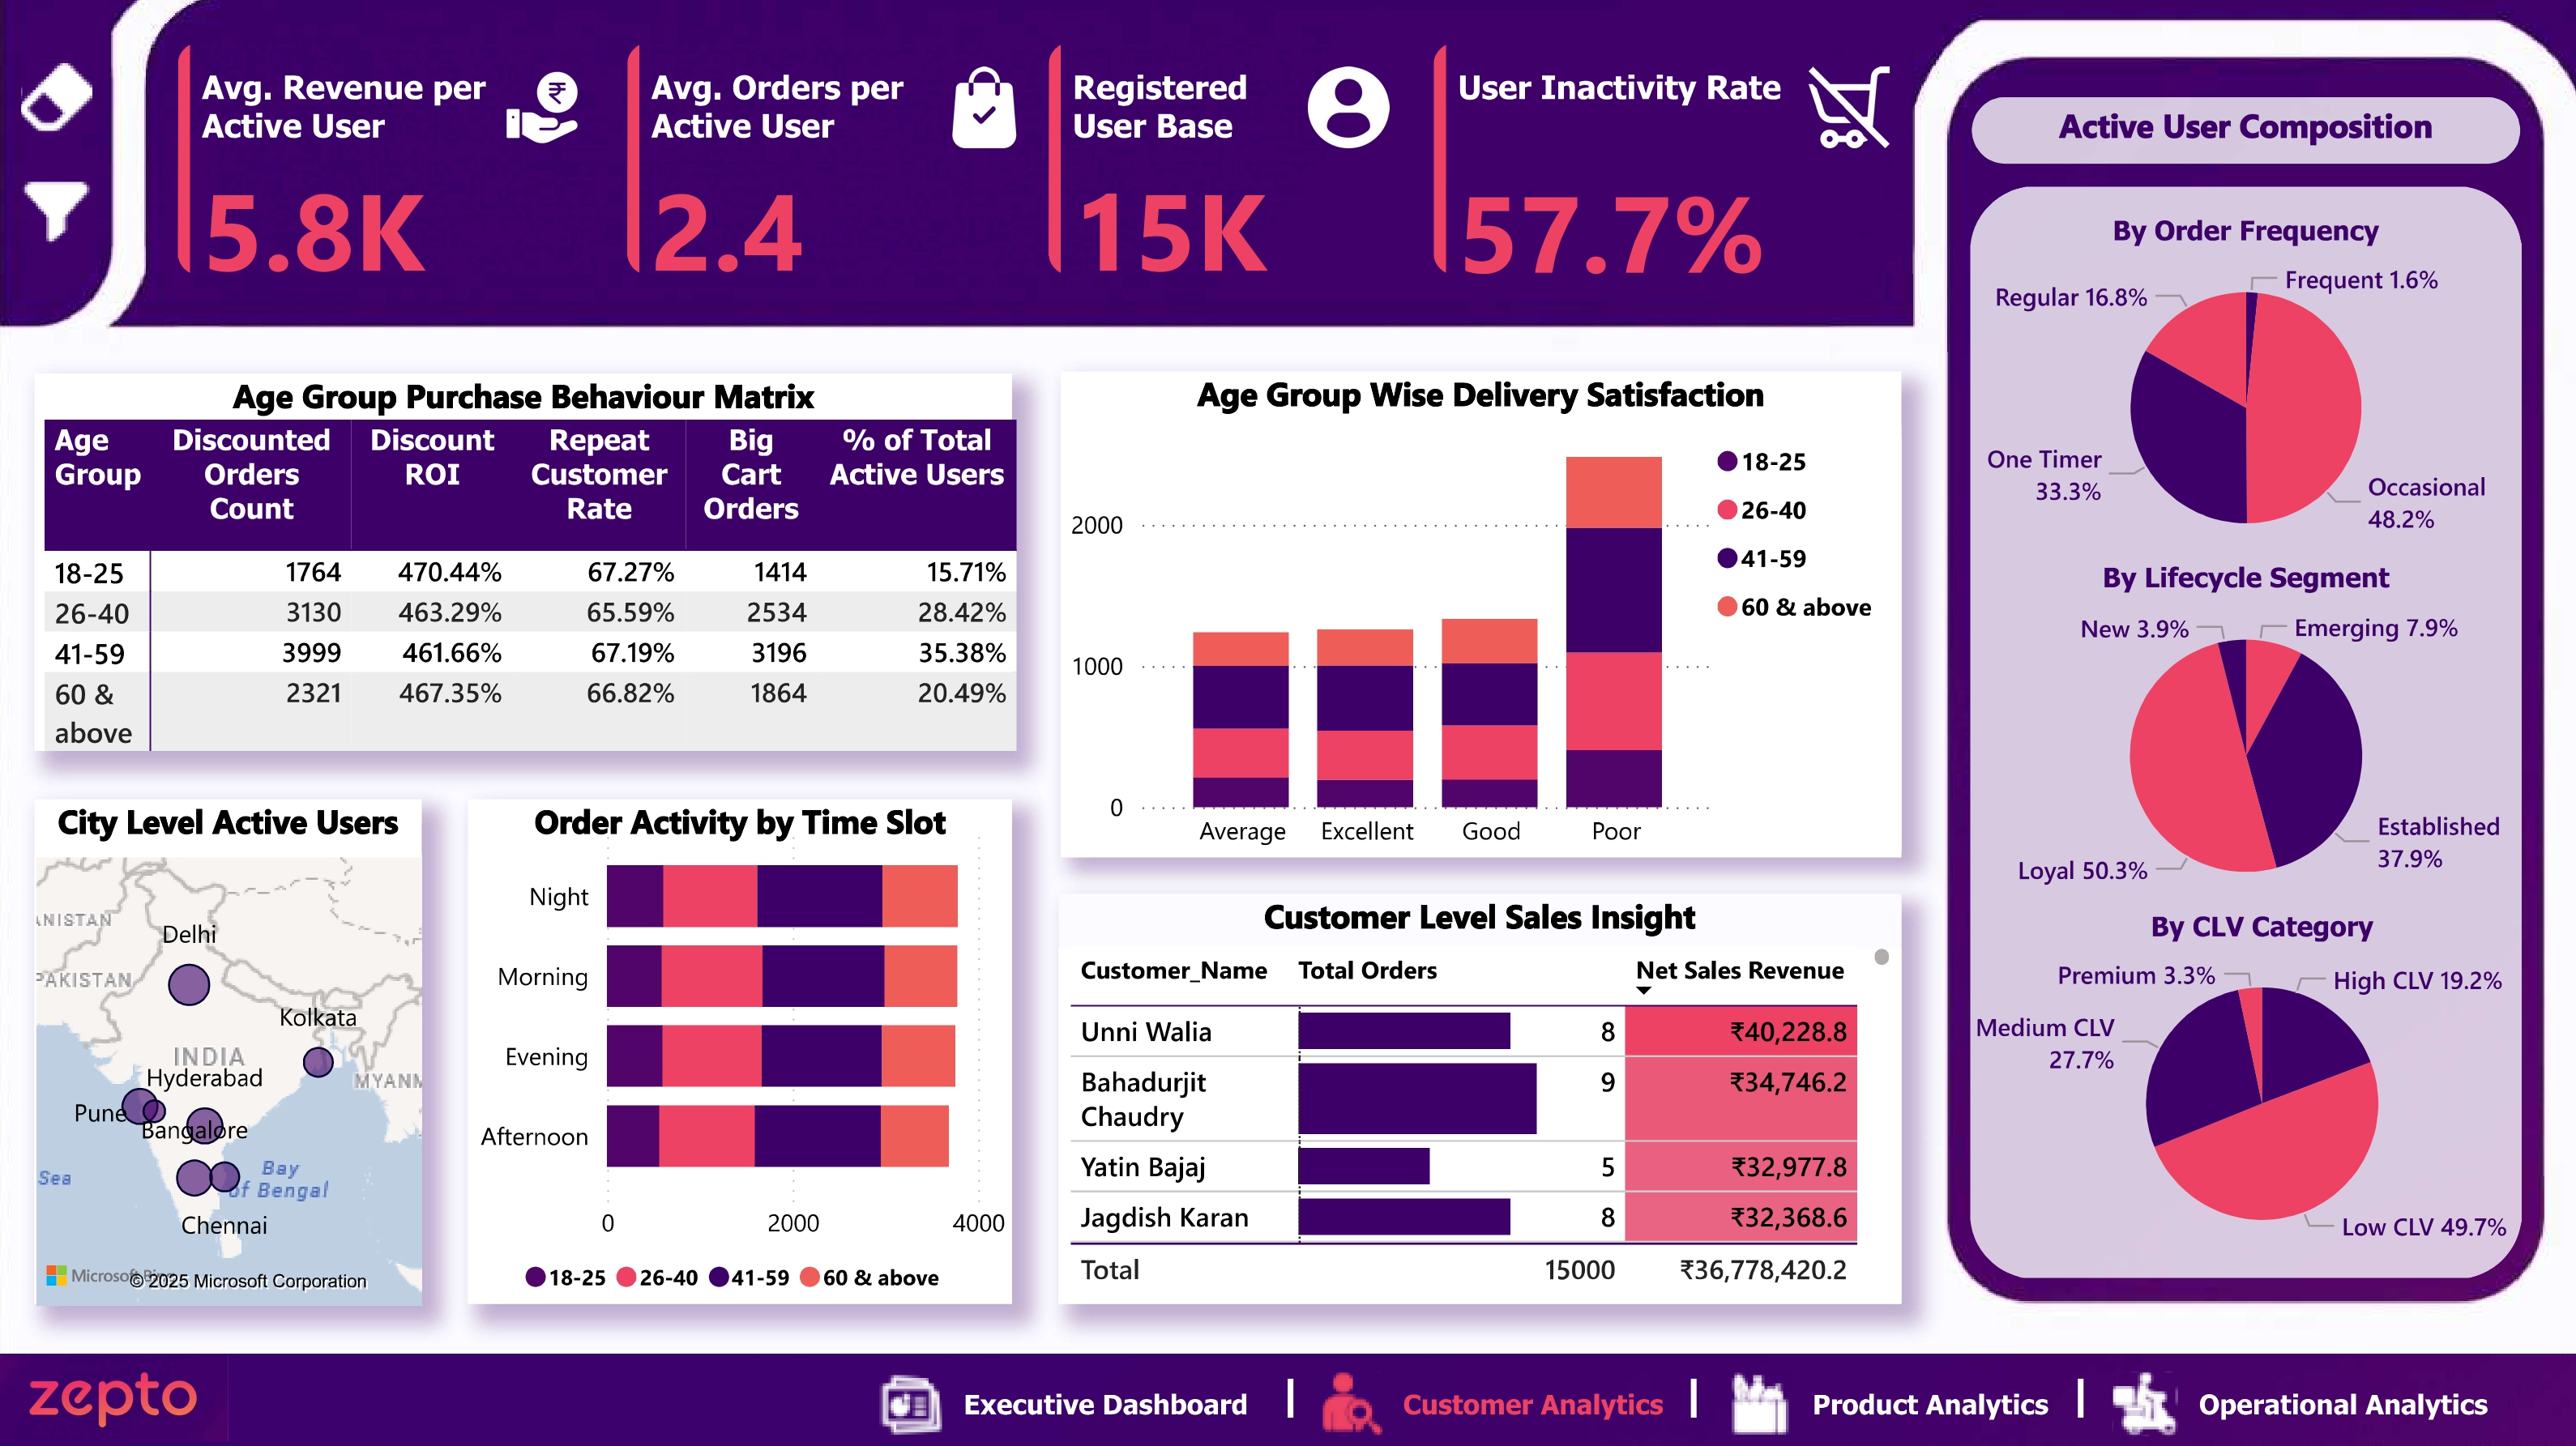 Avg. Revenue per
Active User
5.8K
Avg. Orders per
Active User
2.4
Registered
User Base
15K
User Inactivity Rate
57.7%
Active User Composition
By Order Frequency
Frequent 1.6%
Regular 16.8%
One Timer
33.3%
Occasional
48.2%
By Lifecycle Segment
New 3.9%
Emerging 7.9%
Established
37.9%
Loyal 50.3%
By CLV Category
Premium 3.3%
High CLV 19.2%
Medium CLV
27.7%
Low CLV 49.7%
Age Group Purchase Behaviour Matrix
Age Group Discounted Orders Count Discount ROI Repeat Customer Rate Big Cart Orders % of Total Active Users
18-25 1764 470.44% 67.27% 1414 15.71%
26-40 3130 463.29% 65.59% 2534 28.42%
41-59 3999 461.66% 67.19% 3196 35.38%
60 & above 2321 467.35% 66.82% 1864 20.49%
Age Group Wise Delivery Satisfaction
2000
1000
0
Average Excellent Good Poor
18-25
26-40
41-59
60 & above
City Level Active Users
ANISTAN
Delhi
PAKISTAN
Kolkata
INDIA
Hyderabad
MYANM
Pune
Bangalore
Sea
Bay
of Bengal
Chennai
© 2025 Microsoft Corporation
Order Activity by Time Slot
Night
Morning
Evening
Afternoon
0 2000 4000
18-25 26-40 41-59 60 & above
Customer Level Sales Insight
Customer_Name Total Orders Net Sales Revenue
Unni Walia 8 ₹40,228.8
Bahadurjit Chaudry 9 ₹34,746.2
Yatin Bajaj 5 ₹32,977.8
Jagdish Karan 8 ₹32,368.6
Total 15000 ₹36,778,420.2
zepto
Executive Dashboard | Customer Analytics | Product Analytics | Operational Analytics